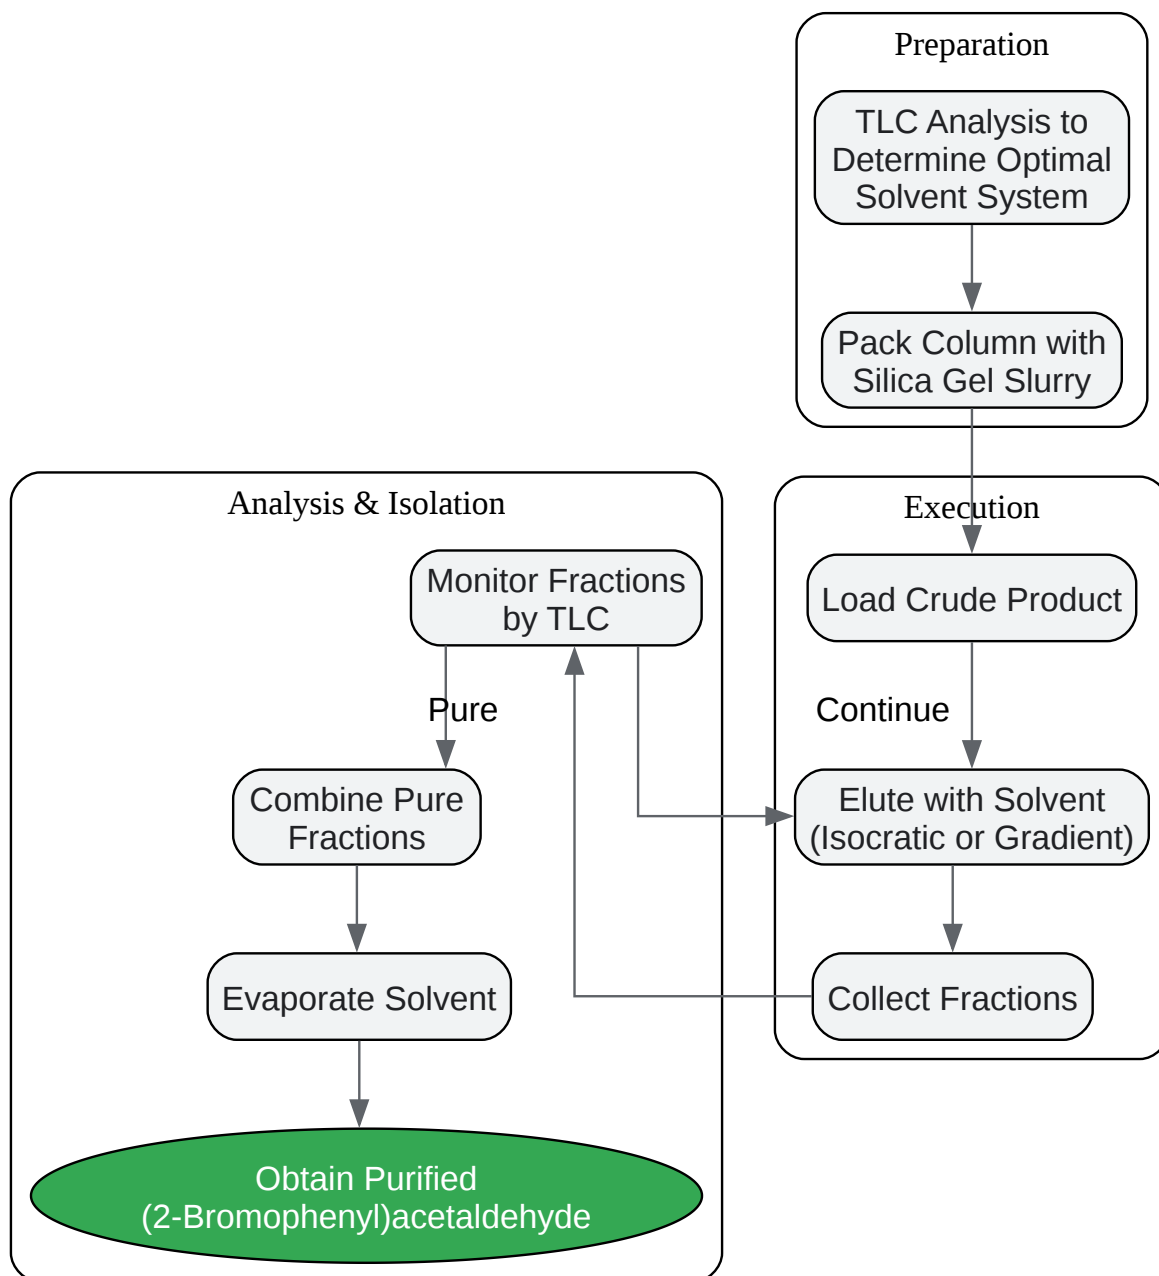 Preparation
TLC Analysis to
Determine Optimal
Solvent System
Pack Column with
Silica Gel Slurry
Execution
Load Crude Product
Continue
Elute with Solvent
(Isocratic or Gradient)
Collect Fractions
Analysis & Isolation
Monitor Fractions
by TLC
Pure
Combine Pure
Fractions
Evaporate Solvent
Obtain Purified
(2-Bromophenyl)acetaldehyde